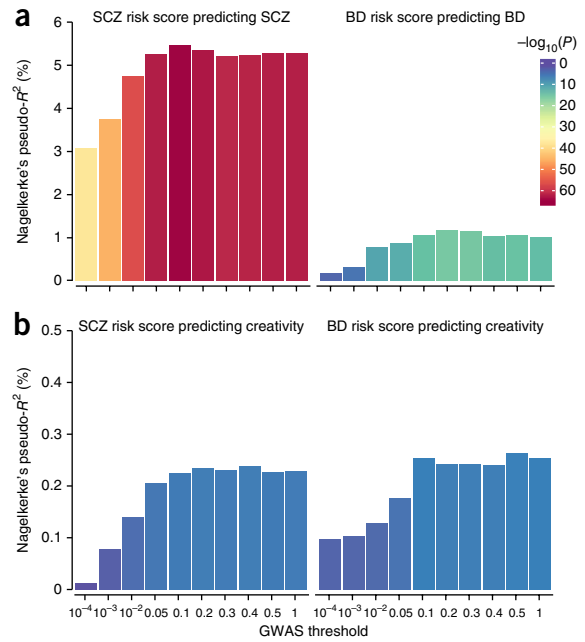 a
SCZ risk score predicting SCZ
BD risk score predicting BD
Nagelkerke's pseudo-R² (%)
6
5
4
3
2
1
0
–log₁₀(P)
0
10
20
30
40
50
60
b
SCZ risk score predicting creativity
BD risk score predicting creativity
Nagelkerke's pseudo-R² (%)
0.5
0.4
0.3
0.2
0.1
0
10⁻⁴ 10⁻³ 10⁻² 0.05 0.1 0.2 0.3 0.4 0.5 1
10⁻⁴ 10⁻³ 10⁻² 0.05 0.1 0.2 0.3 0.4 0.5 1
GWAS threshold